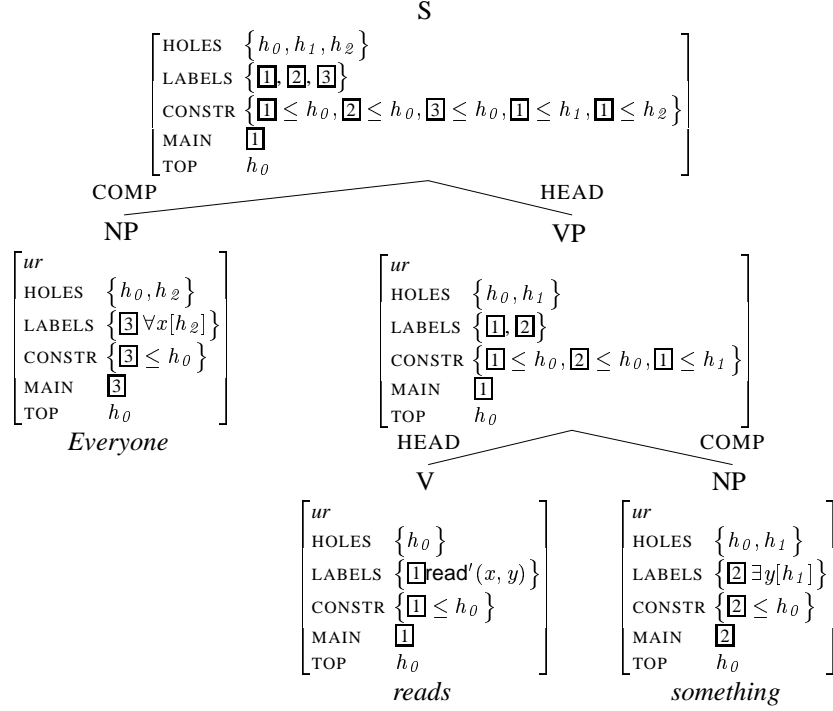 S
HOLES {h₀, h₁, h₂}
LABELS {1, 2, 3}
CONSTR {1 ≤ h₀, 2 ≤ h₀, 3 ≤ h₀, 1 ≤ h₁, 1 ≤ h₂}
MAIN 1
TOP h₀
COMP HEAD
NP VP
ur
HOLES {h₀, h₂}
LABELS {3 ∀x[h₂]}
CONSTR {3 ≤ h₀}
MAIN 3
TOP h₀
Everyone
ur
HOLES {h₀, h₁}
LABELS {1, 2}
CONSTR {1 ≤ h₀, 2 ≤ h₀, 1 ≤ h₁}
MAIN 1
TOP h₀
HEAD COMP
V NP
ur
HOLES {h₀}
LABELS {1 read′(x, y)}
CONSTR {1 ≤ h₀}
MAIN 1
TOP h₀
reads
ur
HOLES {h₀, h₁}
LABELS {2 ∃y[h₁]}
CONSTR {2 ≤ h₀}
MAIN 2
TOP h₀
something